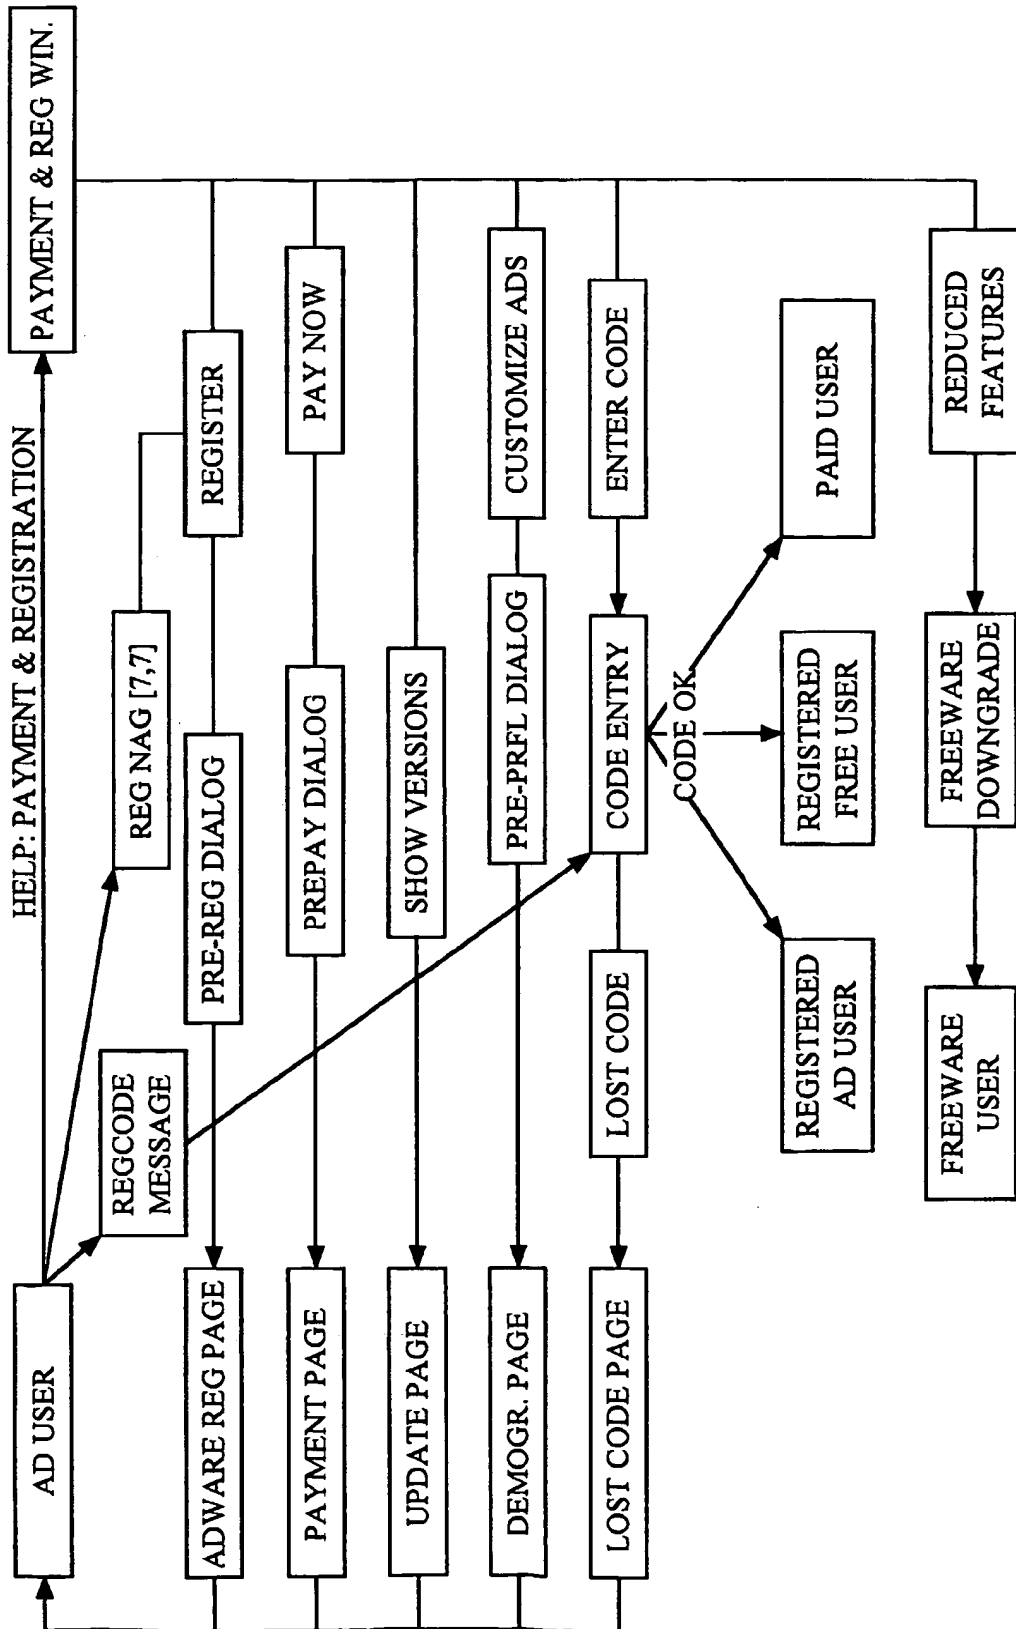 AD USER
HELP: PAYMENT & REGISTRATION
PAYMENT & REG WIN.
REGCODE
MESSAGE
REG NAG [7,7]
ADWARE REG PAGE
PRE-REG DIALOG
REGISTER
PAYMENT PAGE
PREPAY DIALOG
PAY NOW
UPDATE PAGE
SHOW VERSIONS
DEMOGR. PAGE
PRE-PRFL DIALOG
CUSTOMIZE ADS
LOST CODE PAGE
LOST CODE
CODE ENTRY
ENTER CODE
CODE OK
REGISTERED
AD USER
REGISTERED
FREE USER
PAID USER
FREEWARE
USER
FREEWARE
DOWNGRADE
REDUCED
FEATURES